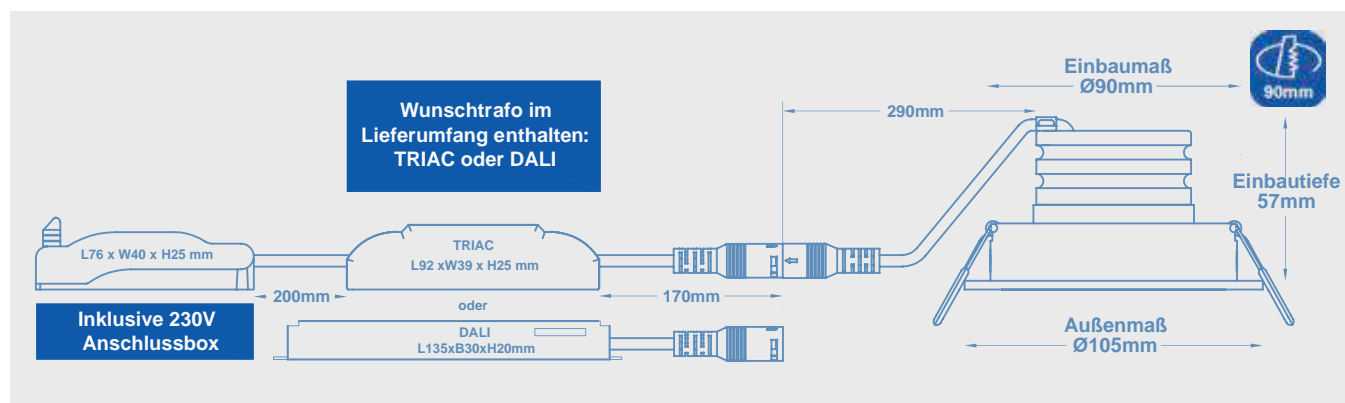 Wunschtrafo im
Lieferumfang enthalten:
TRIAC oder DALI
290mm
Einbaumaß
Ø90mm
90mm
Einbautiefe
57mm
L76 x W40 x H25 mm
TRIAC
L92 xW39 x H25 mm
200mm
170mm
oder
Inklusive 230V
Anschlussbox
DALI
L135xB30xH20mm
Außenmaß
Ø105mm